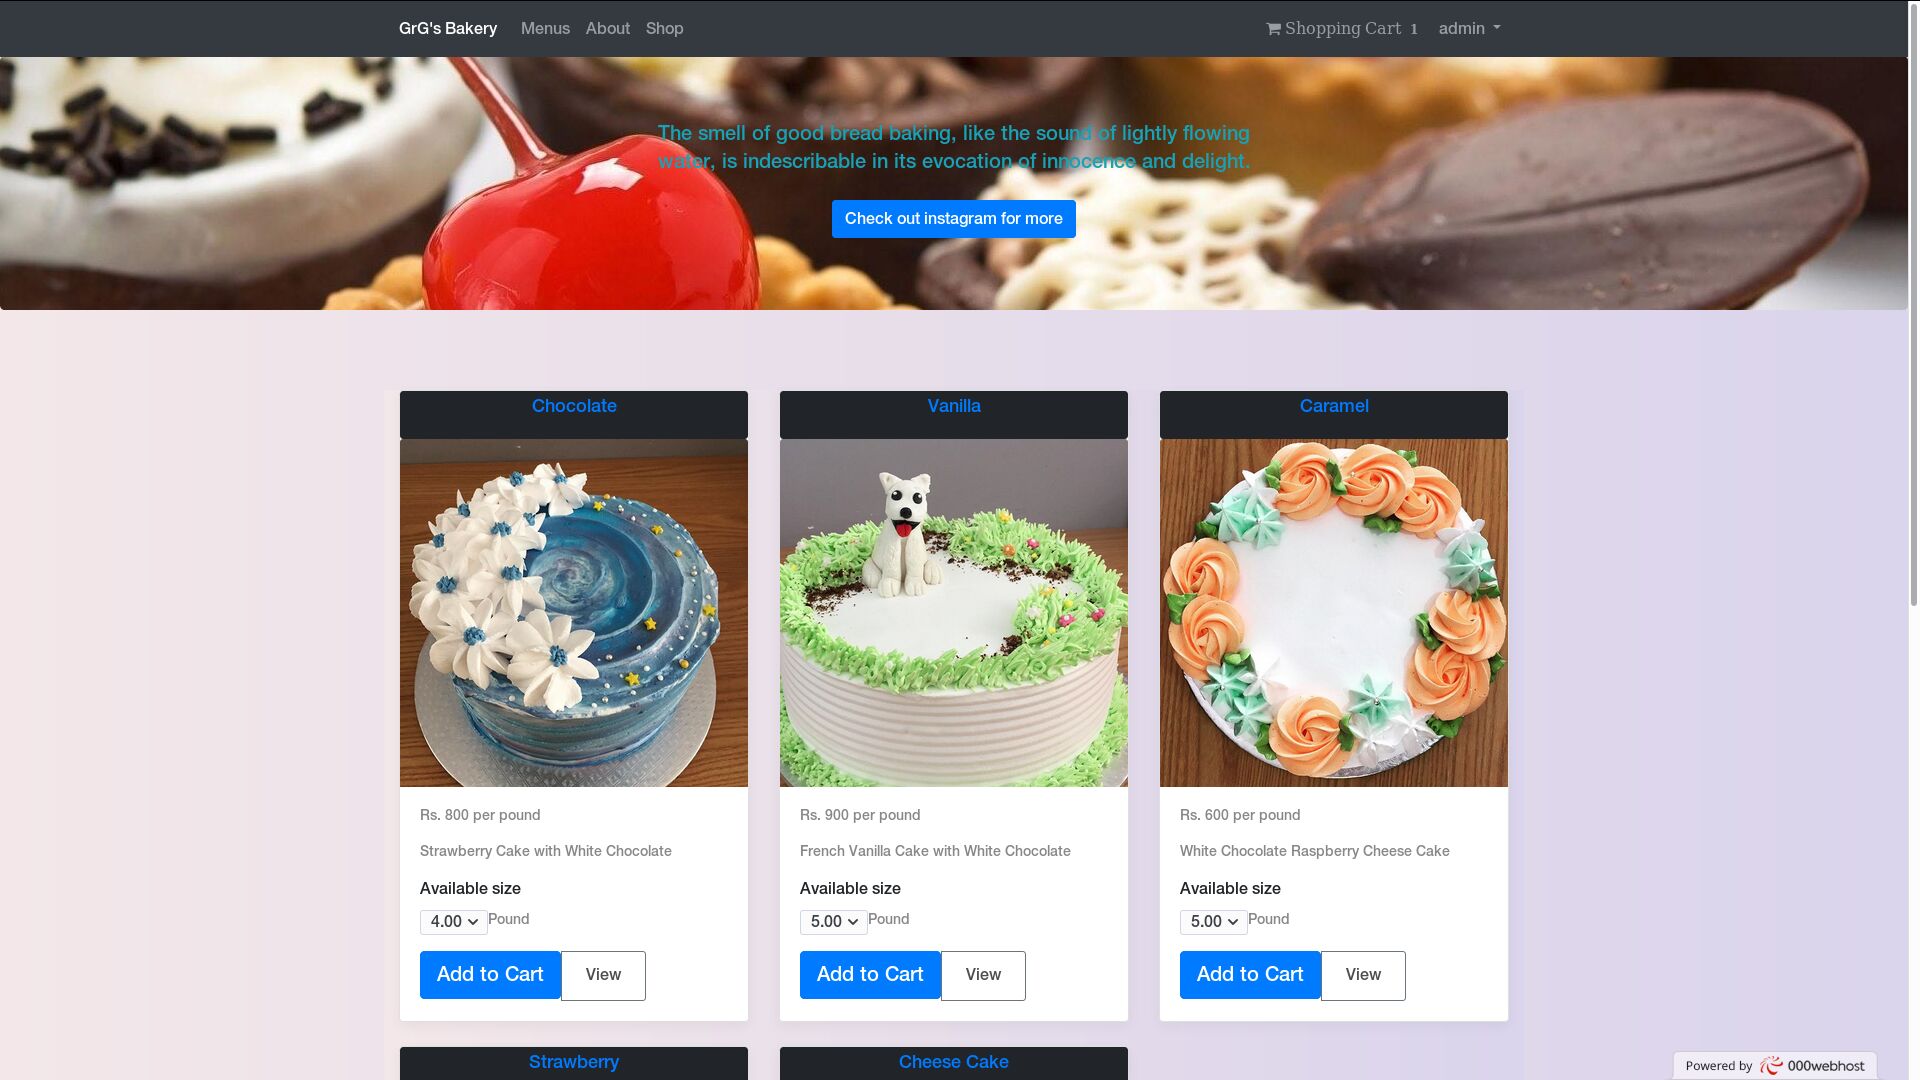 GrG's Bakery Menus About Shop Shopping Cart 1 admin
The smell of good bread baking, like the sound of lightly flowing
water, is indescribable in its evocation of innocence and delight.
Check out instagram for more
Chocolate
Rs. 800 per pound
Strawberry Cake with White Chocolate
Available size
4.00 Pound
Add to Cart View
Vanilla
Rs. 900 per pound
French Vanilla Cake with White Chocolate
Available size
5.00 Pound
Add to Cart View
Caramel
Rs. 600 per pound
White Chocolate Raspberry Cheese Cake
Available size
5.00 Pound
Add to Cart View
Strawberry
Cheese Cake
Powered by 000webhost